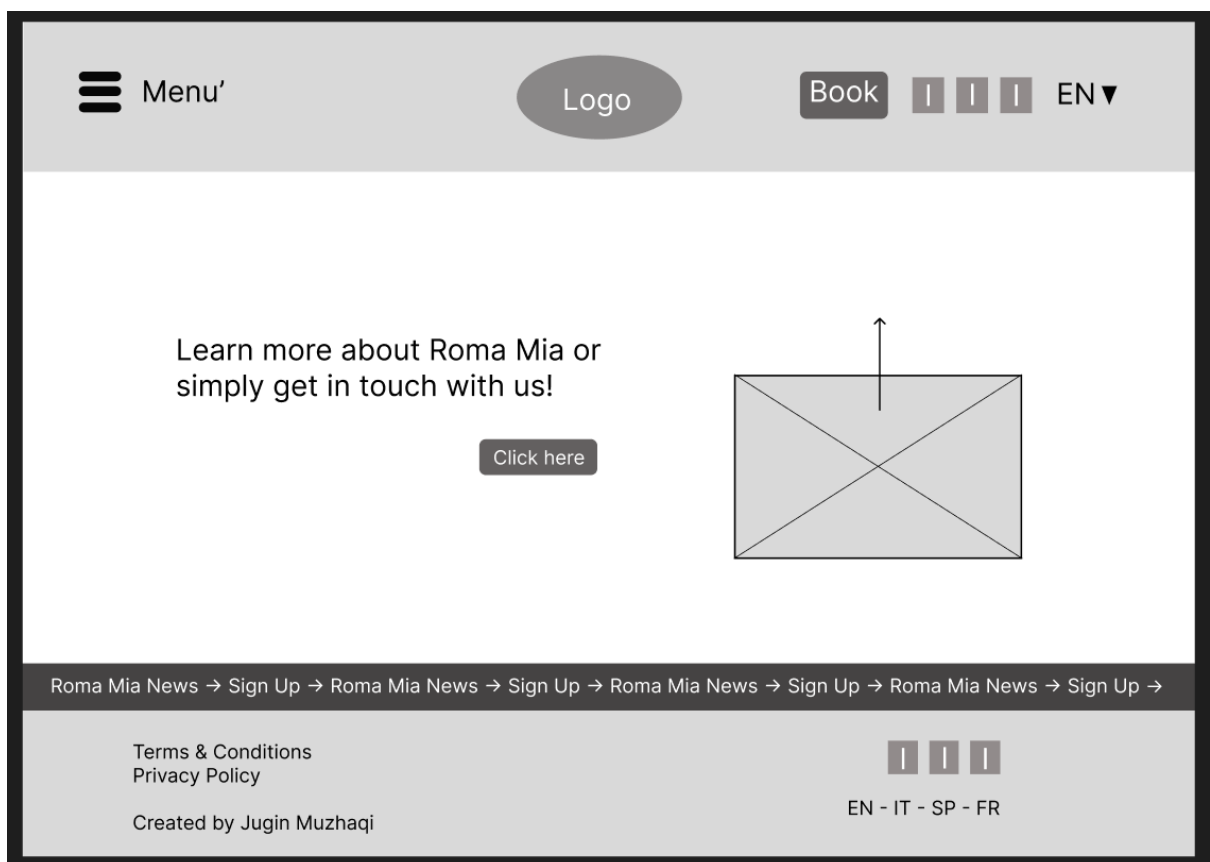 Menu’
Logo
Book
I I I
EN▼
Learn more about Roma Mia or
simply get in touch with us!
Click here
Roma Mia News → Sign Up → Roma Mia News → Sign Up → Roma Mia News → Sign Up → Roma Mia News → Sign Up →
Terms & Conditions
Privacy Policy
Created by Jugin Muzhaqi
I I I
EN - IT - SP - FR